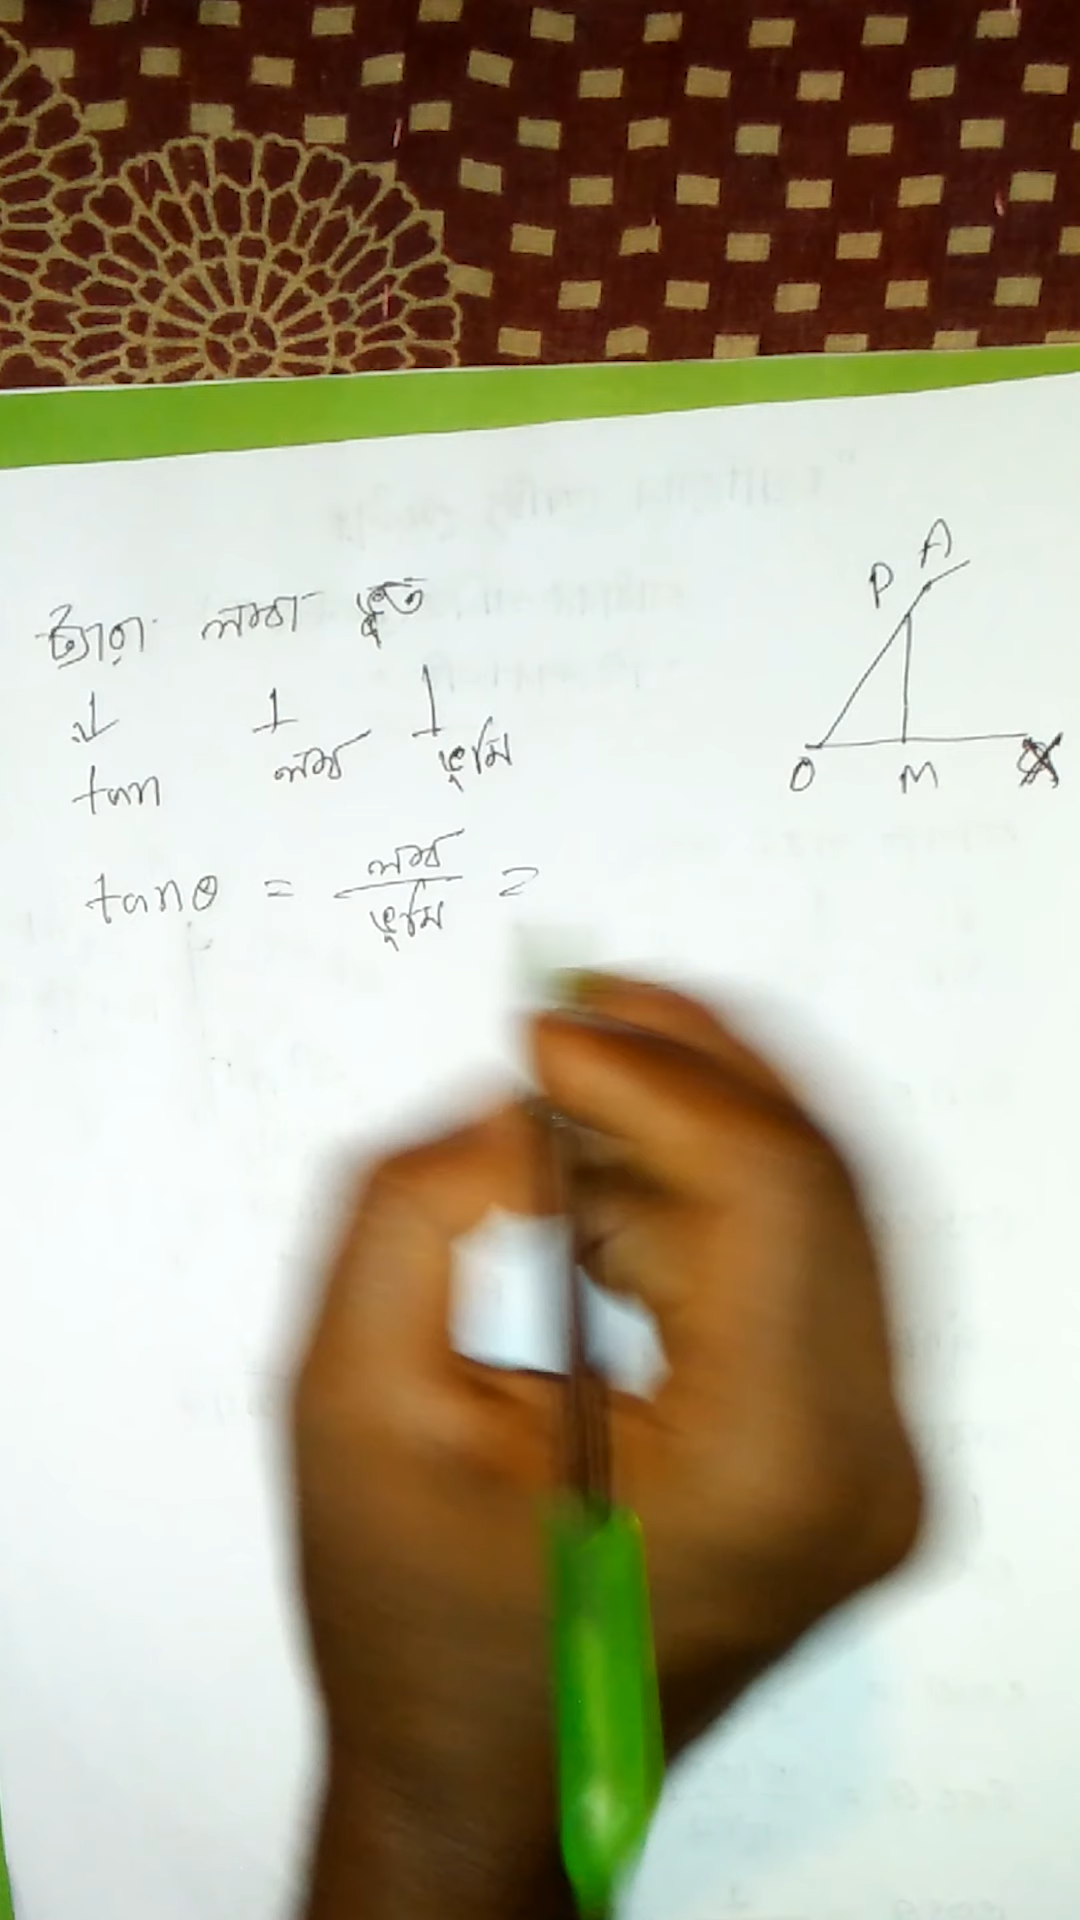 ট্যারা লম্বা ভূত
tan লম্ব ভূমি
tanθ = লম্ব / ভূমি =
A
P
O M